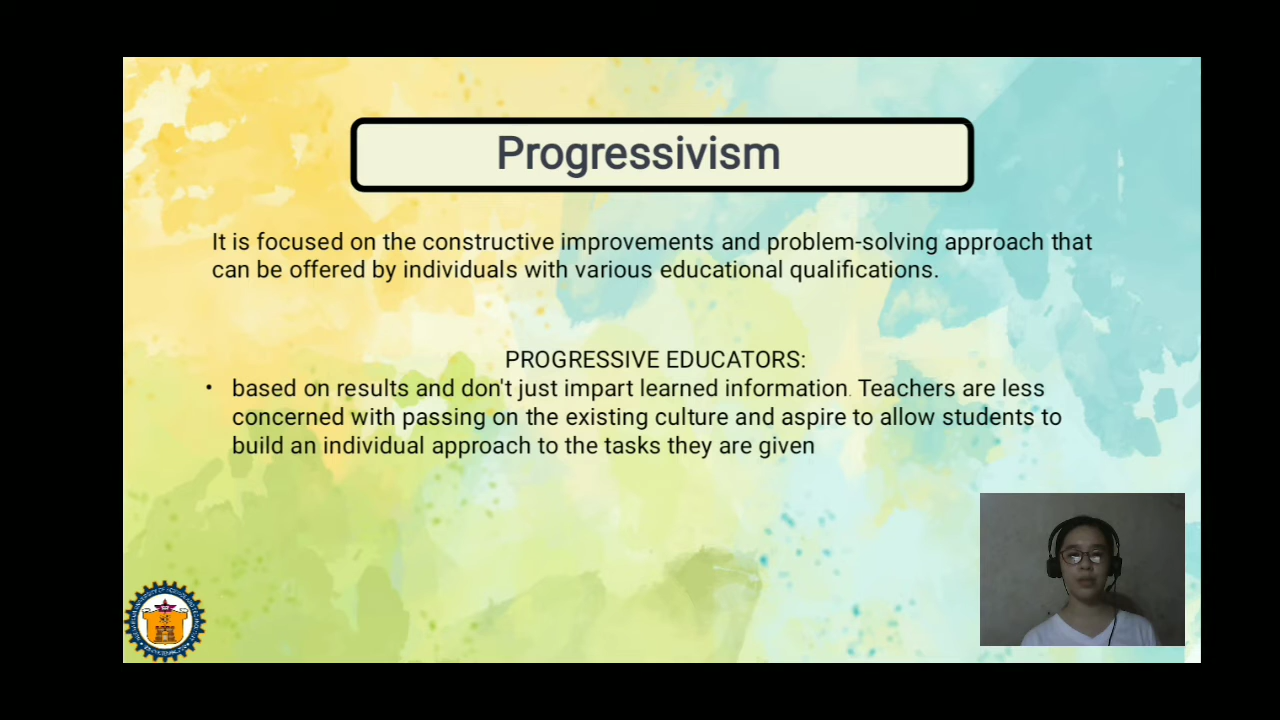 Progressivism
It is focused on the constructive improvements and problem-solving approach that
can be offered by individuals with various educational qualifications.
PROGRESSIVE EDUCATORS:
• based on results and don't just impart learned information. Teachers are less
concerned with passing on the existing culture and aspire to allow students to
build an individual approach to the tasks they are given